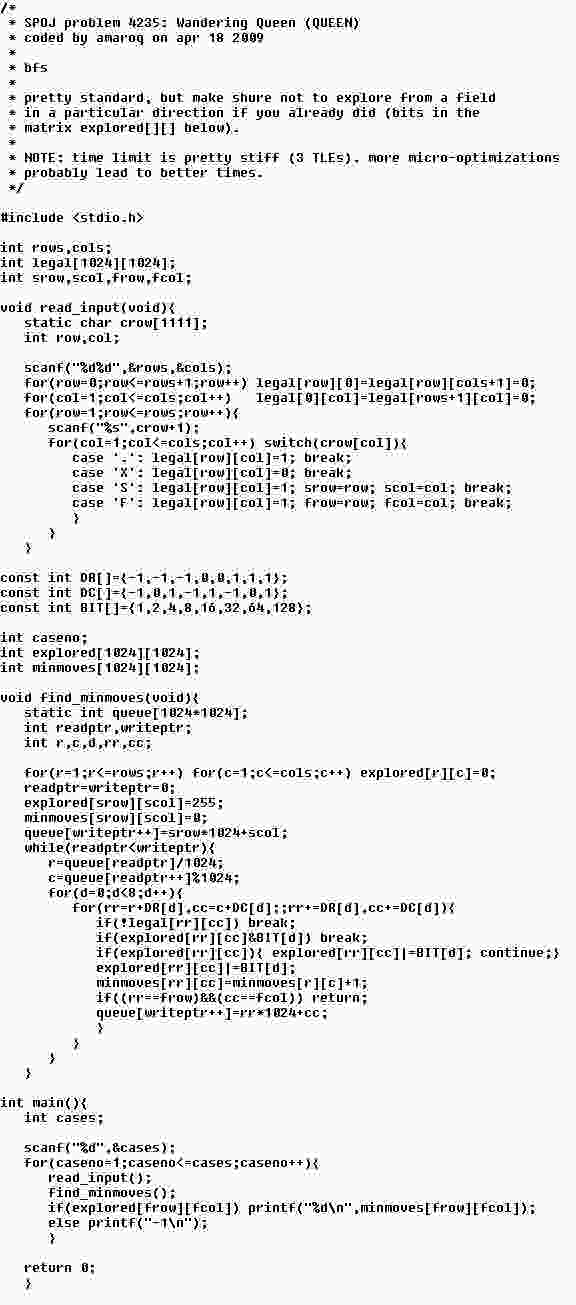 /*
 * SPOJ problem 4235: Wandering Queen (QUEEN)
 * coded by amaroq on apr 18 2009
 *
 * bfs
 *
 * pretty standard, but make shure not to explore from a field
 * in a particular direction if you already did (bits in the
 * matrix explored[][] below).
 *
 * NOTE: time limit is pretty stiff (3 TLEs). more micro-optimizations
 * probably lead to better times.
 */

#include <stdio.h>

int rows,cols;
int legal[1024][1024];
int srow,scol,frow,fcol;

void read_input(void){
   static char crow[1111];
   int row,col;

   scanf("%d%d",&rows,&cols);
   for(row=0;row<=rows+1;row++) legal[row][0]=legal[row][cols+1]=0;
   for(col=1;col<=cols;col++)   legal[0][col]=legal[rows+1][col]=0;
   for(row=1;row<=rows;row++){
      scanf("%s",crow+1);
      for(col=1;col<=cols;col++) switch(crow[col]){
         case '.': legal[row][col]=1; break;
         case 'X': legal[row][col]=0; break;
         case 'S': legal[row][col]=1; srow=row; scol=col; break;
         case 'F': legal[row][col]=1; frow=row; fcol=col; break;
         }
      }
   }

const int DR[]={-1,-1,-1,0,0,1,1,1};
const int DC[]={-1,0,1,-1,1,-1,0,1};
const int BIT[]={1,2,4,8,16,32,64,128};

int caseno;
int explored[1024][1024];
int minmoves[1024][1024];

void find_minmoves(void){
   static int queue[1024*1024];
   int readptr,writeptr;
   int r,c,d,rr,cc;

   for(r=1;r<=rows;r++) for(c=1;c<=cols;c++) explored[r][c]=0;
   readptr=writeptr=0;
   explored[srow][scol]=255;
   minmoves[srow][scol]=0;
   queue[writeptr++]=srow*1024+scol;
   while(readptr<writeptr){
      r=queue[readptr]/1024;
      c=queue[readptr++]%1024;
      for(d=0;d<8;d++){
         for(rr=r+DR[d],cc=c+DC[d];;rr+=DR[d],cc+=DC[d]){
            if(!legal[rr][cc]) break;
            if(explored[rr][cc]&BIT[d]) break;
            if(explored[rr][cc]){ explored[rr][cc]|=BIT[d]; continue;}
            explored[rr][cc]|=BIT[d];
            minmoves[rr][cc]=minmoves[r][c]+1;
            if((rr==frow)&&(cc==fcol)) return;
            queue[writeptr++]=rr*1024+cc;
            }
         }
      }
   }

int main(){
   int cases;

   scanf("%d",&cases);
   for(caseno=1;caseno<=cases;caseno++){
      read_input();
      find_minmoves();
      if(explored[frow][fcol]) printf("%d\n",minmoves[frow][fcol]);
      else printf("-1\n");
      }

   return 0;
   }